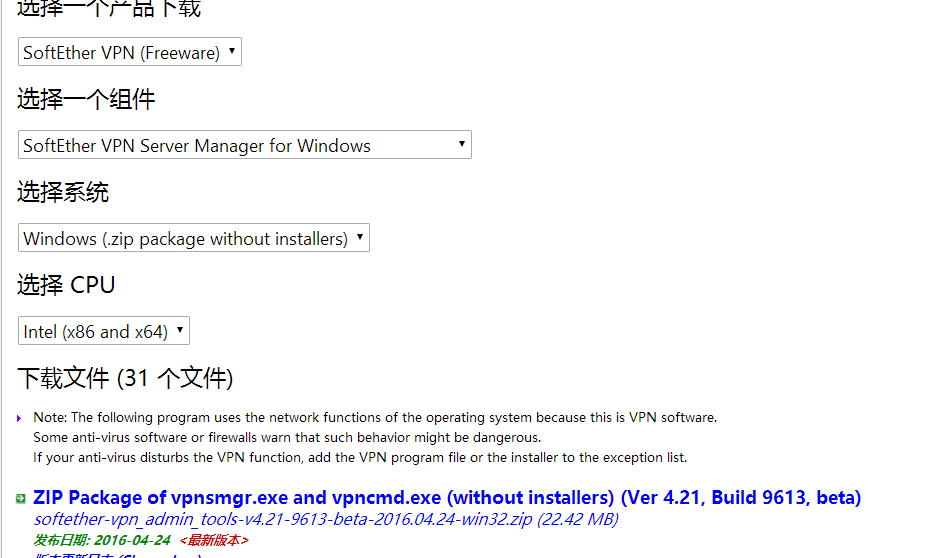 选择一个产品下载
SoftEther VPN (Freeware)
选择一个组件
SoftEther VPN Server Manager for Windows
选择系统
Windows (.zip package without installers)
选择 CPU
Intel (x86 and x64)
下载文件 (31 个文件)
Note: The following program uses the network functions of the operating system because this is VPN software.
Some anti-virus software or firewalls warn that such behavior might be dangerous.
If your anti-virus disturbs the VPN function, add the VPN program file or the installer to the exception list.
ZIP Package of vpnsmgr.exe and vpncmd.exe (without installers) (Ver 4.21, Build 9613, beta)
softether-vpn_admin_tools-v4.21-9613-beta-2016.04.24-win32.zip (22.42 MB)
发布日期: 2016-04-24 <最新版本>